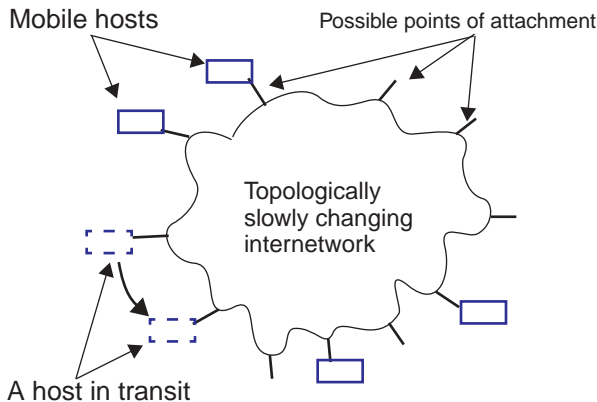 Mobile hosts
Possible points of attachment
Topologically
slowly changing
internetwork
A host in transit